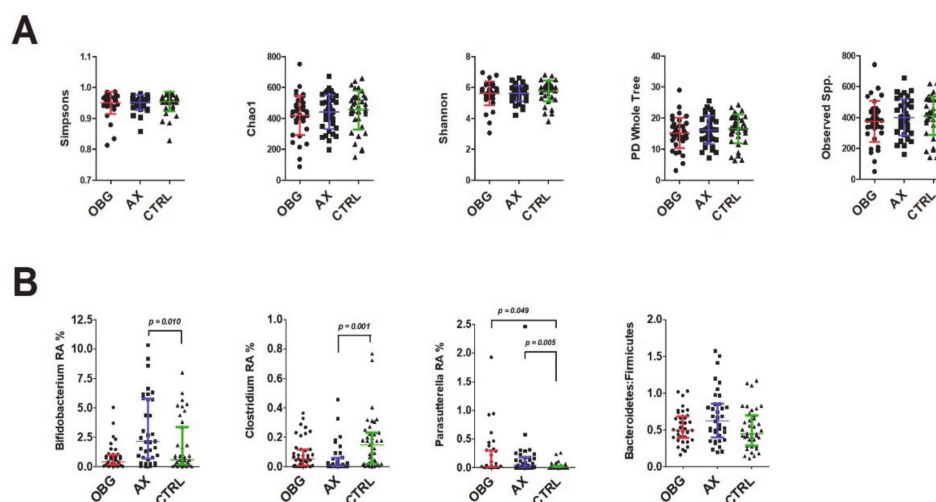 A
Simpsons
1.1
1.0
0.9
0.8
0.7
OBG
AX
CTRL
Chao1
800
600
400
200
0
OBG
AX
CTRL
Shannon
8
6
4
2
0
OBG
AX
CTRL
PD Whole Tree
40
30
20
10
0
OBG
AX
CTRL
Observed Spp.
800
600
400
200
0
OBG
AX
CTRL
B
Bifidobacterium RA %
12.5
10.0
7.5
5.0
2.5
0.0
p = 0.010
OBG
AX
CTRL
Clostridium RA %
1.0
0.8
0.6
0.4
0.2
0.0
p = 0.001
OBG
AX
CTRL
Parasutterella RA %
2.5
2.0
1.5
1.0
0.5
0.0
p = 0.049
p = 0.005
OBG
AX
CTRL
Bacteroidetes:Firmicutes
2.0
1.5
1.0
0.5
0.0
OBG
AX
CTRL